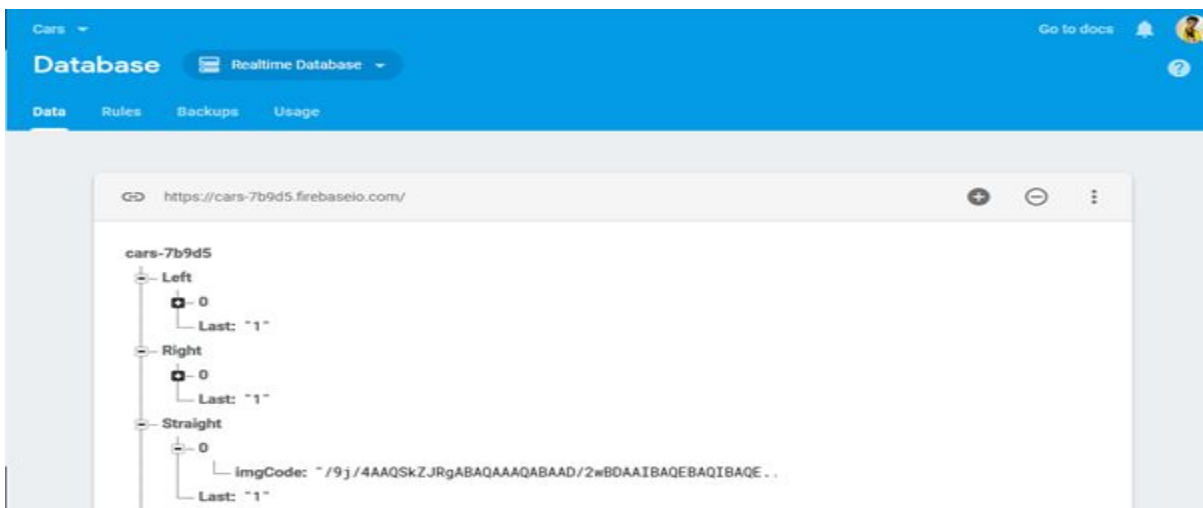 Cars
Go to docs
Database
Realtime Database
Data Rules Backups Usage
https://cars-7b9d5.firebaseio.com/
cars-7b9d5
Left
0
Last: "1"
Right
0
Last: "1"
Straight
0
imgCode: "/9j/4AAQSkZJRgABAQAAAQABAAD/2wBDAAIBAQEBAQIBAQE..
Last: "1"